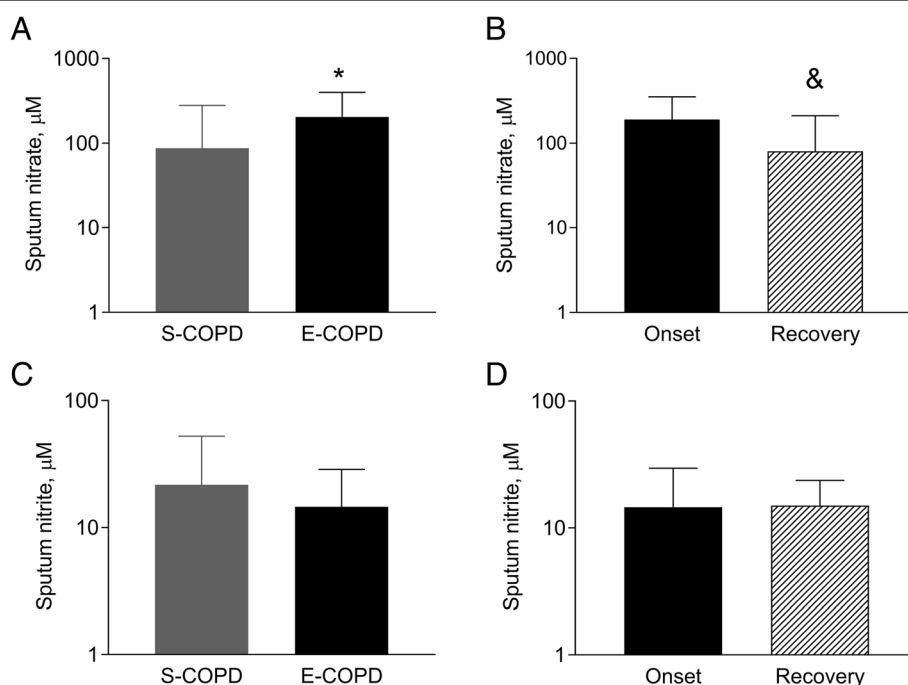 A
Sputum nitrate, μM
1000
100
10
1
*
S-COPD
E-COPD
B
Sputum nitrate, μM
1000
100
10
1
&
Onset
Recovery
C
Sputum nitrite, μM
100
10
1
S-COPD
E-COPD
D
Sputum nitrite, μM
100
10
1
Onset
Recovery